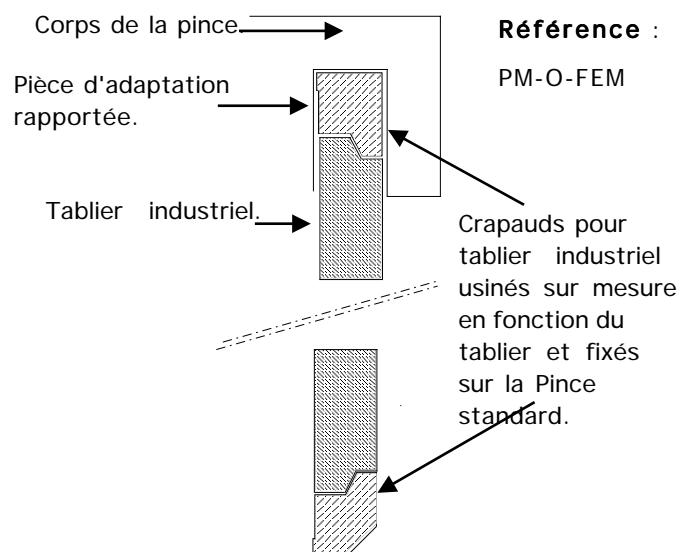 Corps de la pince.
Référence :
PM-O-FEM
Pièce d'adaptation
rapportée.
Tablier industriel.
Crapauds pour
tablier industriel
usinés sur mesure
en fonction du
tablier et fixés
sur la Pince
standard.